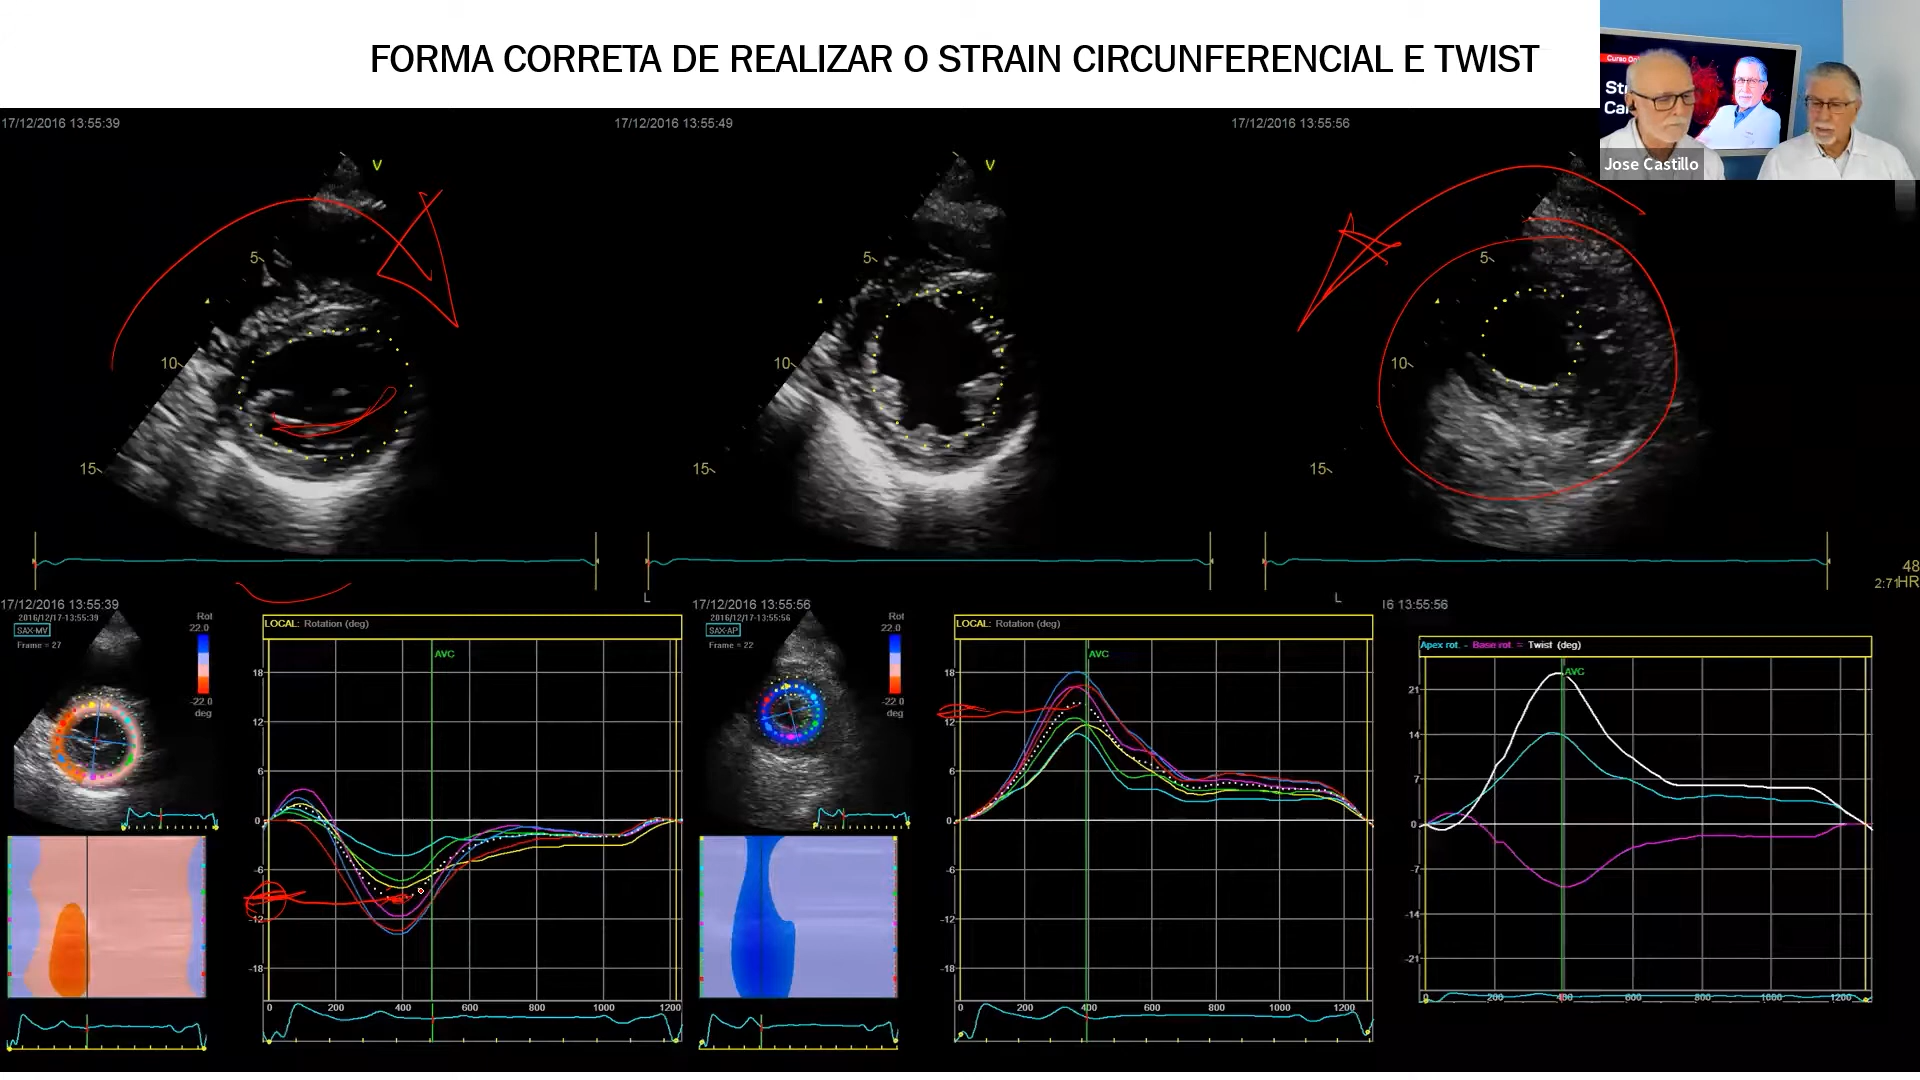 FORMA CORRETA DE REALIZAR O STRAIN CIRCUNFERENCIAL E TWIST
Curso
St
Ca
Jose Castillo
17/12/2016 13:55:39
17/12/2016 13:55:49
17/12/2016 13:55:56
V
V
5
10
15
5
10
15
5
10
15
48
2:71HR
L
L
17/12/2016 13:55:39
2016/12/17-13:55:39
SAX-MV
Frame = 27
Rot
22.0
-22.0
deg
LOCAL: Rotation (deg)
AVC
18
12
6
0
-6
-12
-18
200
400
600
800
1000
1200
17/12/2016 13:55:56
2016/12/17-13:55:56
SAX-AP
Frame = 22
Rot
22.0
-22.0
deg
LOCAL: Rotation (deg)
AVC
18
12
6
0
-6
-12
-18
0
200
400
600
800
1000
1200
16 13:55:56
Apex rot. - Base rot. = Twist (deg)
AVC
21
14
7
0
-7
-14
-21
0
200
400
600
800
1000
1200